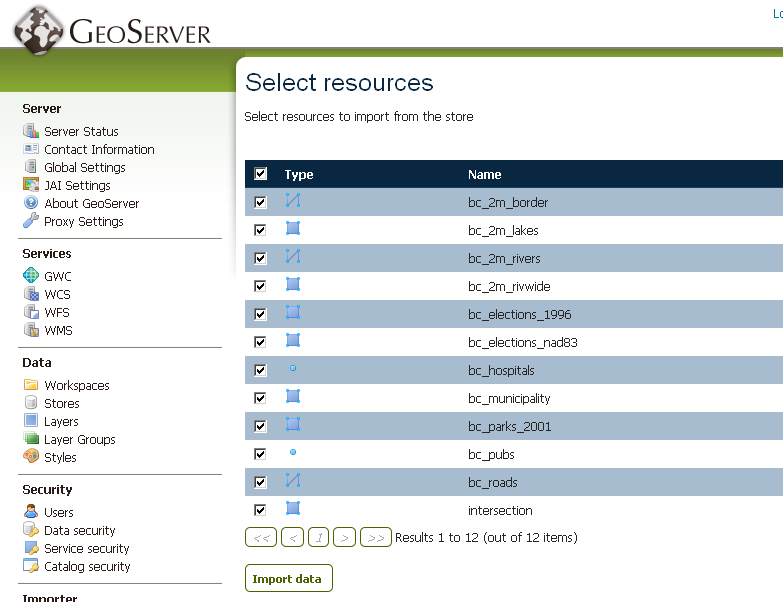 GEOSERVER
Lo
Server
Server Status
Contact Information
Global Settings
JAI Settings
About GeoServer
Proxy Settings
Services
GWC
WCS
WFS
WMS
Data
Workspaces
Stores
Layers
Layer Groups
Styles
Security
Users
Data security
Service security
Catalog security
Importer
Select resources
Select resources to import from the store
Type Name
bc_2m_border
bc_2m_lakes
bc_2m_rivers
bc_2m_rivwide
bc_elections_1996
bc_elections_nad83
bc_hospitals
bc_municipality
bc_parks_2001
bc_pubs
bc_roads
intersection
<< < 1 > >> Results 1 to 12 (out of 12 items)
Import data